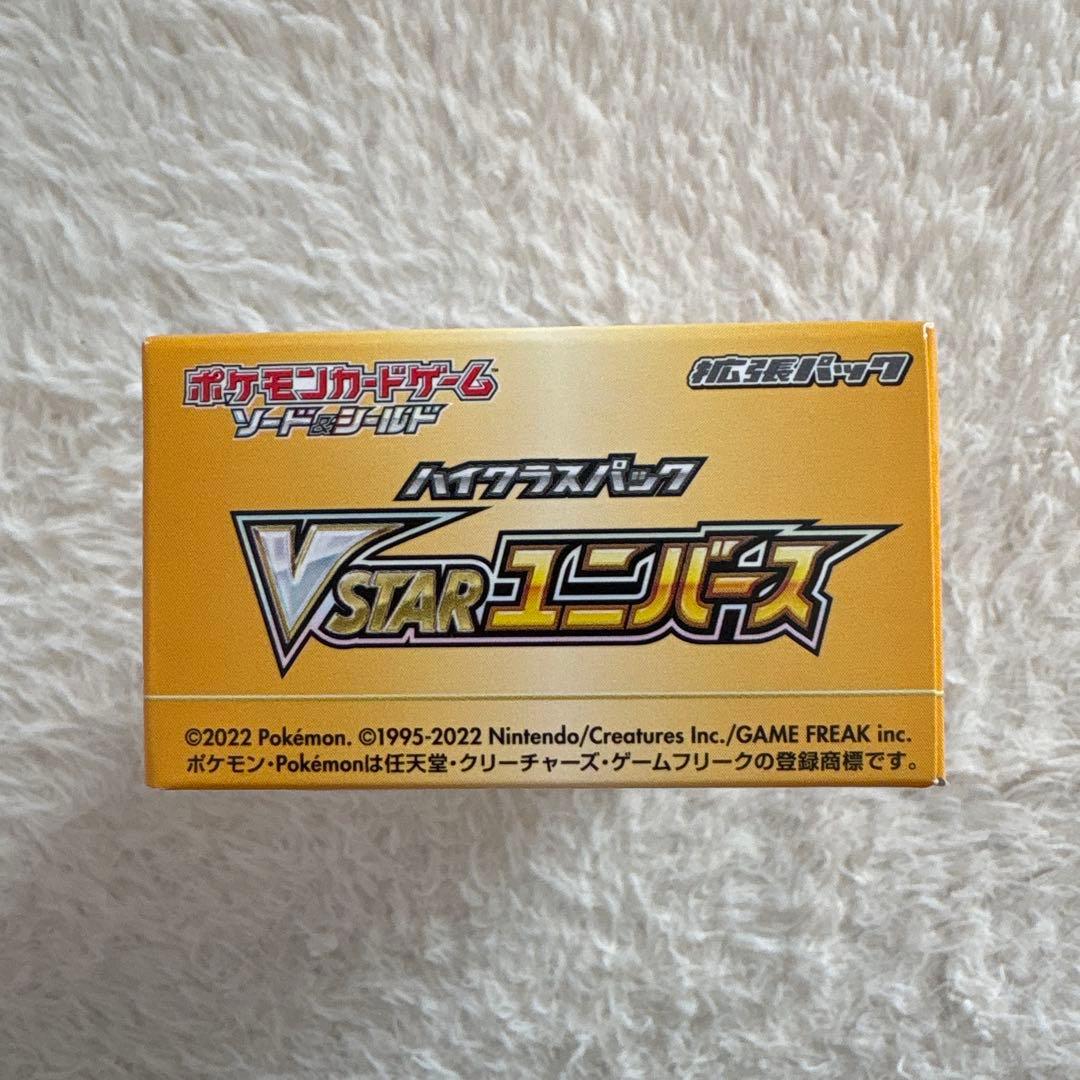 ポケモンカードゲーム™
ソード&シールド
拡張パック
ハイクラスパック
VSTARユニバース
©2022 Pokémon. ©1995-2022 Nintendo/Creatures Inc./GAME FREAK inc.
ポケモン・Pokémonは任天堂・クリーチャーズ・ゲームフリークの登録商標です。